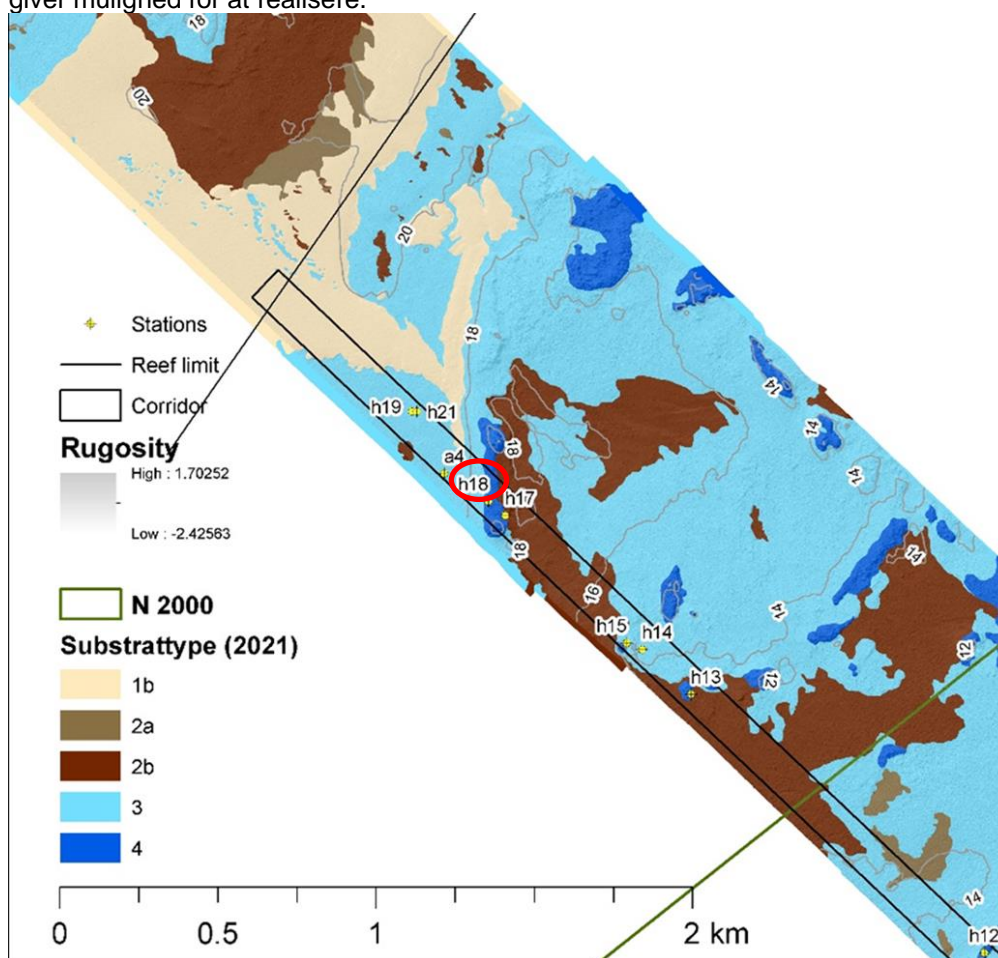 giver muligned for at realisere.
18
20
20
18
14
14
14
h19 h21
a4
18
h18
h17
18
16
14
14
h15
h14
h13
12
12
14
h12
Stations
Reef limit
Corridor
Rugosity
High : 1.70252
Low : -2.42563
N 2000
Substrattype (2021)
1b
2a
2b
3
4
0 0.5 1 2 km